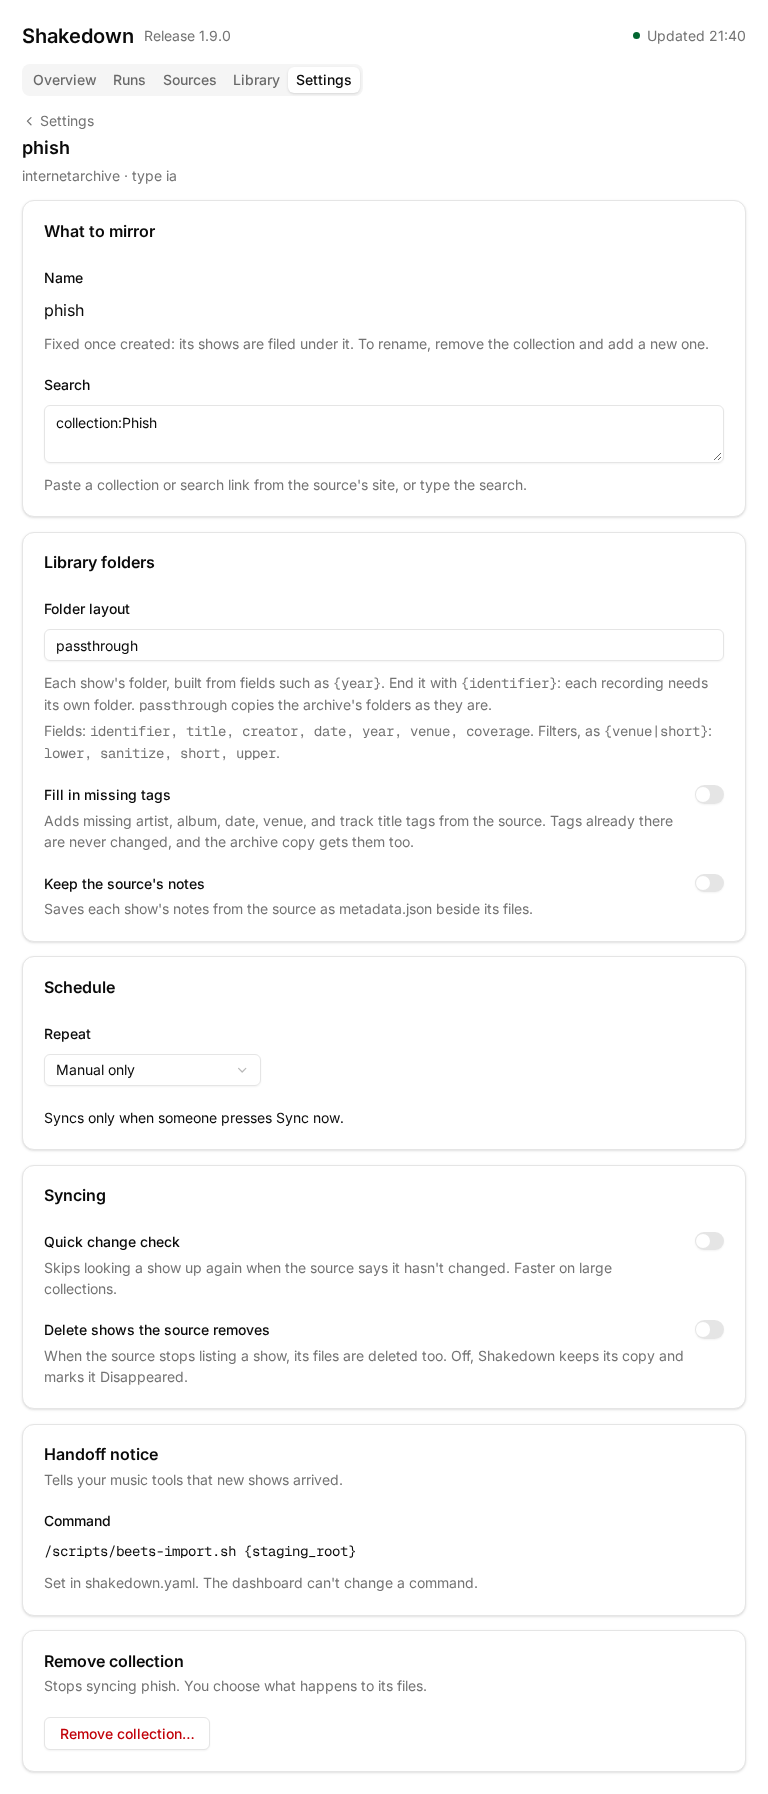 Shakedown Release 1.9.0
Updated 21:40
Overview Runs Sources Library Settings
Settings
phish
internetarchive · type ia
What to mirror
Name
phish
Fixed once created: its shows are filed under it. To rename, remove the collection and add a new one.
Search
collection:Phish
Paste a collection or search link from the source's site, or type the search.
Library folders
Folder layout
passthrough
Each show's folder, built from fields such as {year}. End it with {identifier}: each recording needs
its own folder. passthrough copies the archive's folders as they are.
Fields: identifier, title, creator, date, year, venue, coverage. Filters, as {venue|short}:
lower, sanitize, short, upper.
Fill in missing tags
Adds missing artist, album, date, venue, and track title tags from the source. Tags already there
are never changed, and the archive copy gets them too.
Keep the source's notes
Saves each show's notes from the source as metadata.json beside its files.
Schedule
Repeat
Manual only
Syncs only when someone presses Sync now.
Syncing
Quick change check
Skips looking a show up again when the source says it hasn't changed. Faster on large
collections.
Delete shows the source removes
When the source stops listing a show, its files are deleted too. Off, Shakedown keeps its copy and
marks it Disappeared.
Handoff notice
Tells your music tools that new shows arrived.
Command
/scripts/beets-import.sh {staging_root}
Set in shakedown.yaml. The dashboard can't change a command.
Remove collection
Stops syncing phish. You choose what happens to its files.
Remove collection...